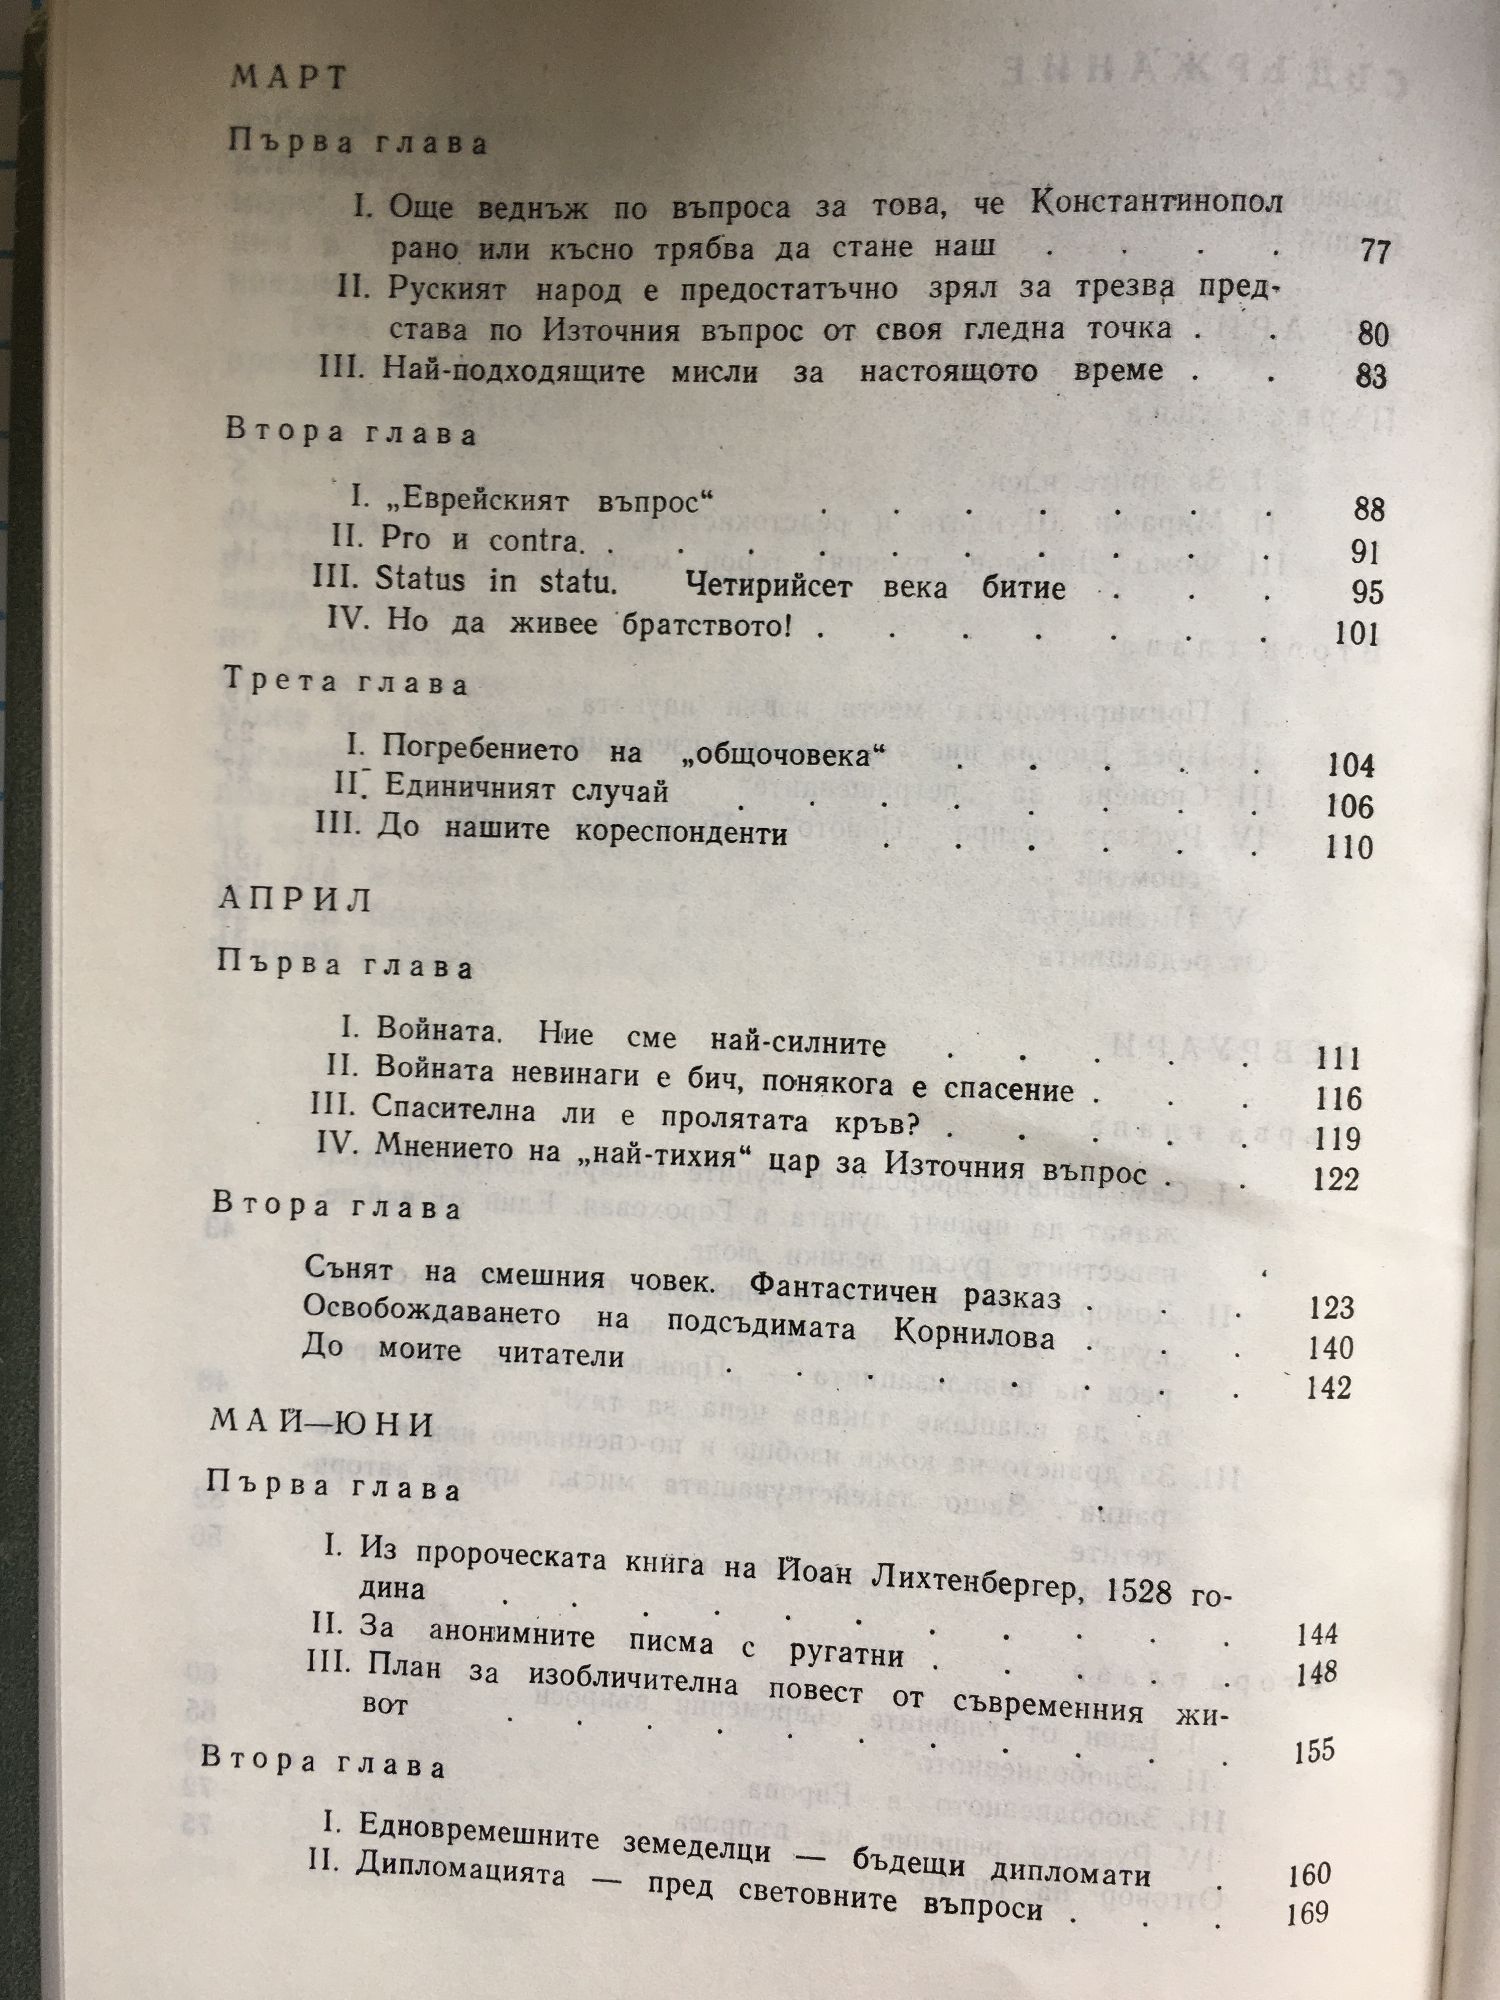 МАРТ
Първа глава
I. Още веднъж по въпроса за това, че Константинопол
рано или късно трябва да стане наш . . . . 77
II. Руският народ е предостатъчно зрял за трезва пред-
става по Източния въпрос от своя гледна точка . . 80
III. Най-подходящите мисли за настоящото време . . 83
Втора глава
I. „Еврейският въпрос“ . . . . . . . 88
II. Pro и contra. . . . . . . . . . . 91
III. Status in statu. Четирийсет века битие . . . 95
IV. Но да живее братството! . . . . . . . 101
Трета глава
I. Погребението на „общочовека“ . . . . . 104
II. Единичният случай . . . . . . . . 106
III. До нашите кореспонденти . . . . . . 110
АПРИЛ
Първа глава
I. Войната. Ние сме най-силните . . . . . 111
II. Войната невинаги е бич, понякога е спасение . . . 116
III. Спасителна ли е пролятата кръв? . . . . . 119
IV. Мнението на „най-тихия“ цар за Източния въпрос . . 122
Втора глава
Сънят на смешния човек. Фантастичен разказ . . . 123
Освобождаването на подсъдимата Корнилова . . . 140
До моите читатели . . . . . . . . 142
МАЙ—ЮНИ
Първа глава
I. Из пророческата книга на Йоан Лихтенбергер, 1528 го-
дина . . . . . . . . . . . 144
II. За анонимните писма с ругатни . . . . . 148
III. План за изобличителна повест от съвременния жи-
вот . . . . . . . . . . . 155
Втора глава
I. Едновремешните земеделци — бъдещи дипломати . 160
II. Дипломацията — пред световните въпроси . . . 169